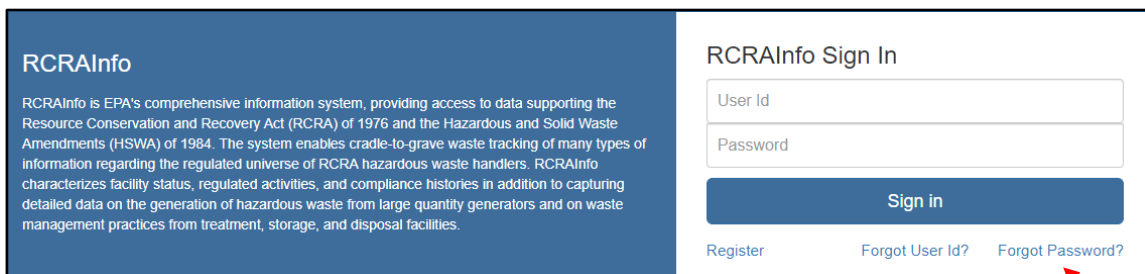 RCRAInfo
RCRAInfo is EPA's comprehensive information system, providing access to data supporting the
Resource Conservation and Recovery Act (RCRA) of 1976 and the Hazardous and Solid Waste
Amendments (HSWA) of 1984. The system enables cradle-to-grave waste tracking of many types of
information regarding the regulated universe of RCRA hazardous waste handlers. RCRAInfo
characterizes facility status, regulated activities, and compliance histories in addition to capturing
detailed data on the generation of hazardous waste from large quantity generators and on waste
management practices from treatment, storage, and disposal facilities.
RCRAInfo Sign In
User Id
Password
Sign in
Register Forgot User Id? Forgot Password?